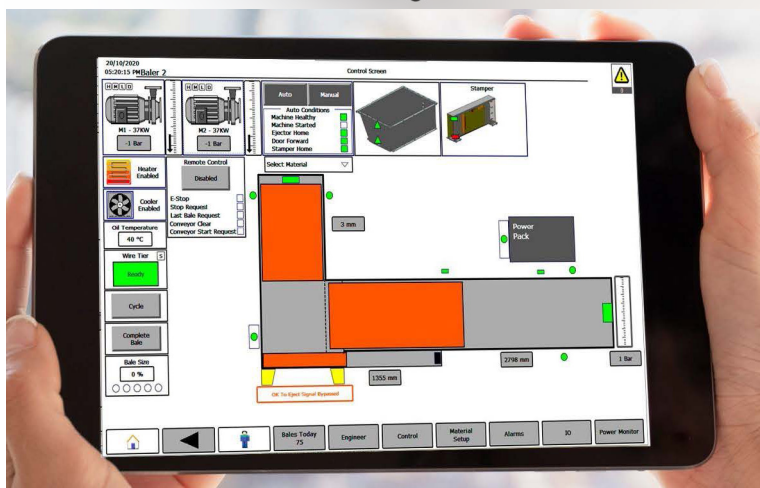 20/10/2020
05:20:15 PM Baler 2
Control Screen
3
H W L D
M1 - 37KW
-1 Bar
H W L D
M2 - 37KW
-1 Bar
Auto
Manual
Auto Conditions
Machine Healthy
Machine Started
Ejector Home
Door Forward
Stamper Home
Stamper
Select Material
Heater
Enabled
Cooler
Enabled
Oil Temperature
40 °C
Wire Tier
S
Ready
Cycle
Complete
Bale
Bale Size
0 %
Remote Control
Disabled
E-Stop
Stop Request
Last Bale Request
Conveyor Clear
Conveyor Start Request
3 mm
Power
Pack
2798 mm
1 Bar
1355 mm
OK To Eject Signal Bypassed
Bales Today
75
Engineer
Control
Material
Setup
Alarms
IO
Power Monitor